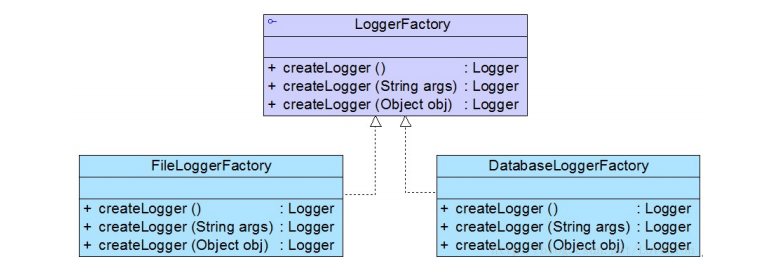 LoggerFactory
+ createLogger () : Logger
+ createLogger (String args) : Logger
+ createLogger (Object obj) : Logger
FileLoggerFactory
+ createLogger () : Logger
+ createLogger (String args) : Logger
+ createLogger (Object obj) : Logger
DatabaseLoggerFactory
+ createLogger () : Logger
+ createLogger (String args) : Logger
+ createLogger (Object obj) : Logger